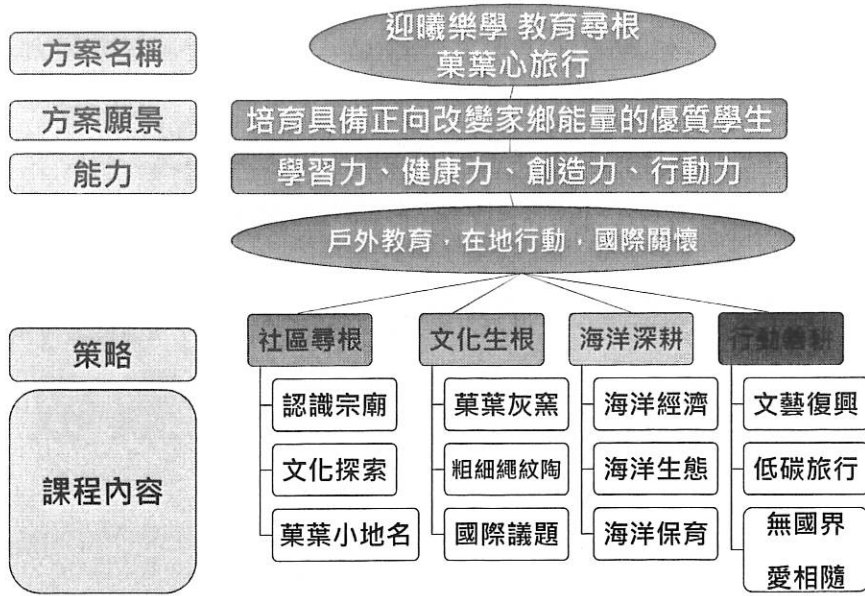 方案名稱
迎曦樂學 教育尋根
菓葉心旅行
方案願景
培育具備正向改變家鄉能量的優質學生
能力
學習力、健康力、創造力、行動力
戶外教育，在地行動，國際關懷
策略
社區尋根
文化生根
海洋深耕
課程內容
認識宗廟
文化探索
菓葉小地名
菓葉灰窯
粗細繩紋陶
國際議題
海洋經濟
海洋生態
海洋保育
行動
文藝復興
低碳旅行
無國界
愛相隨